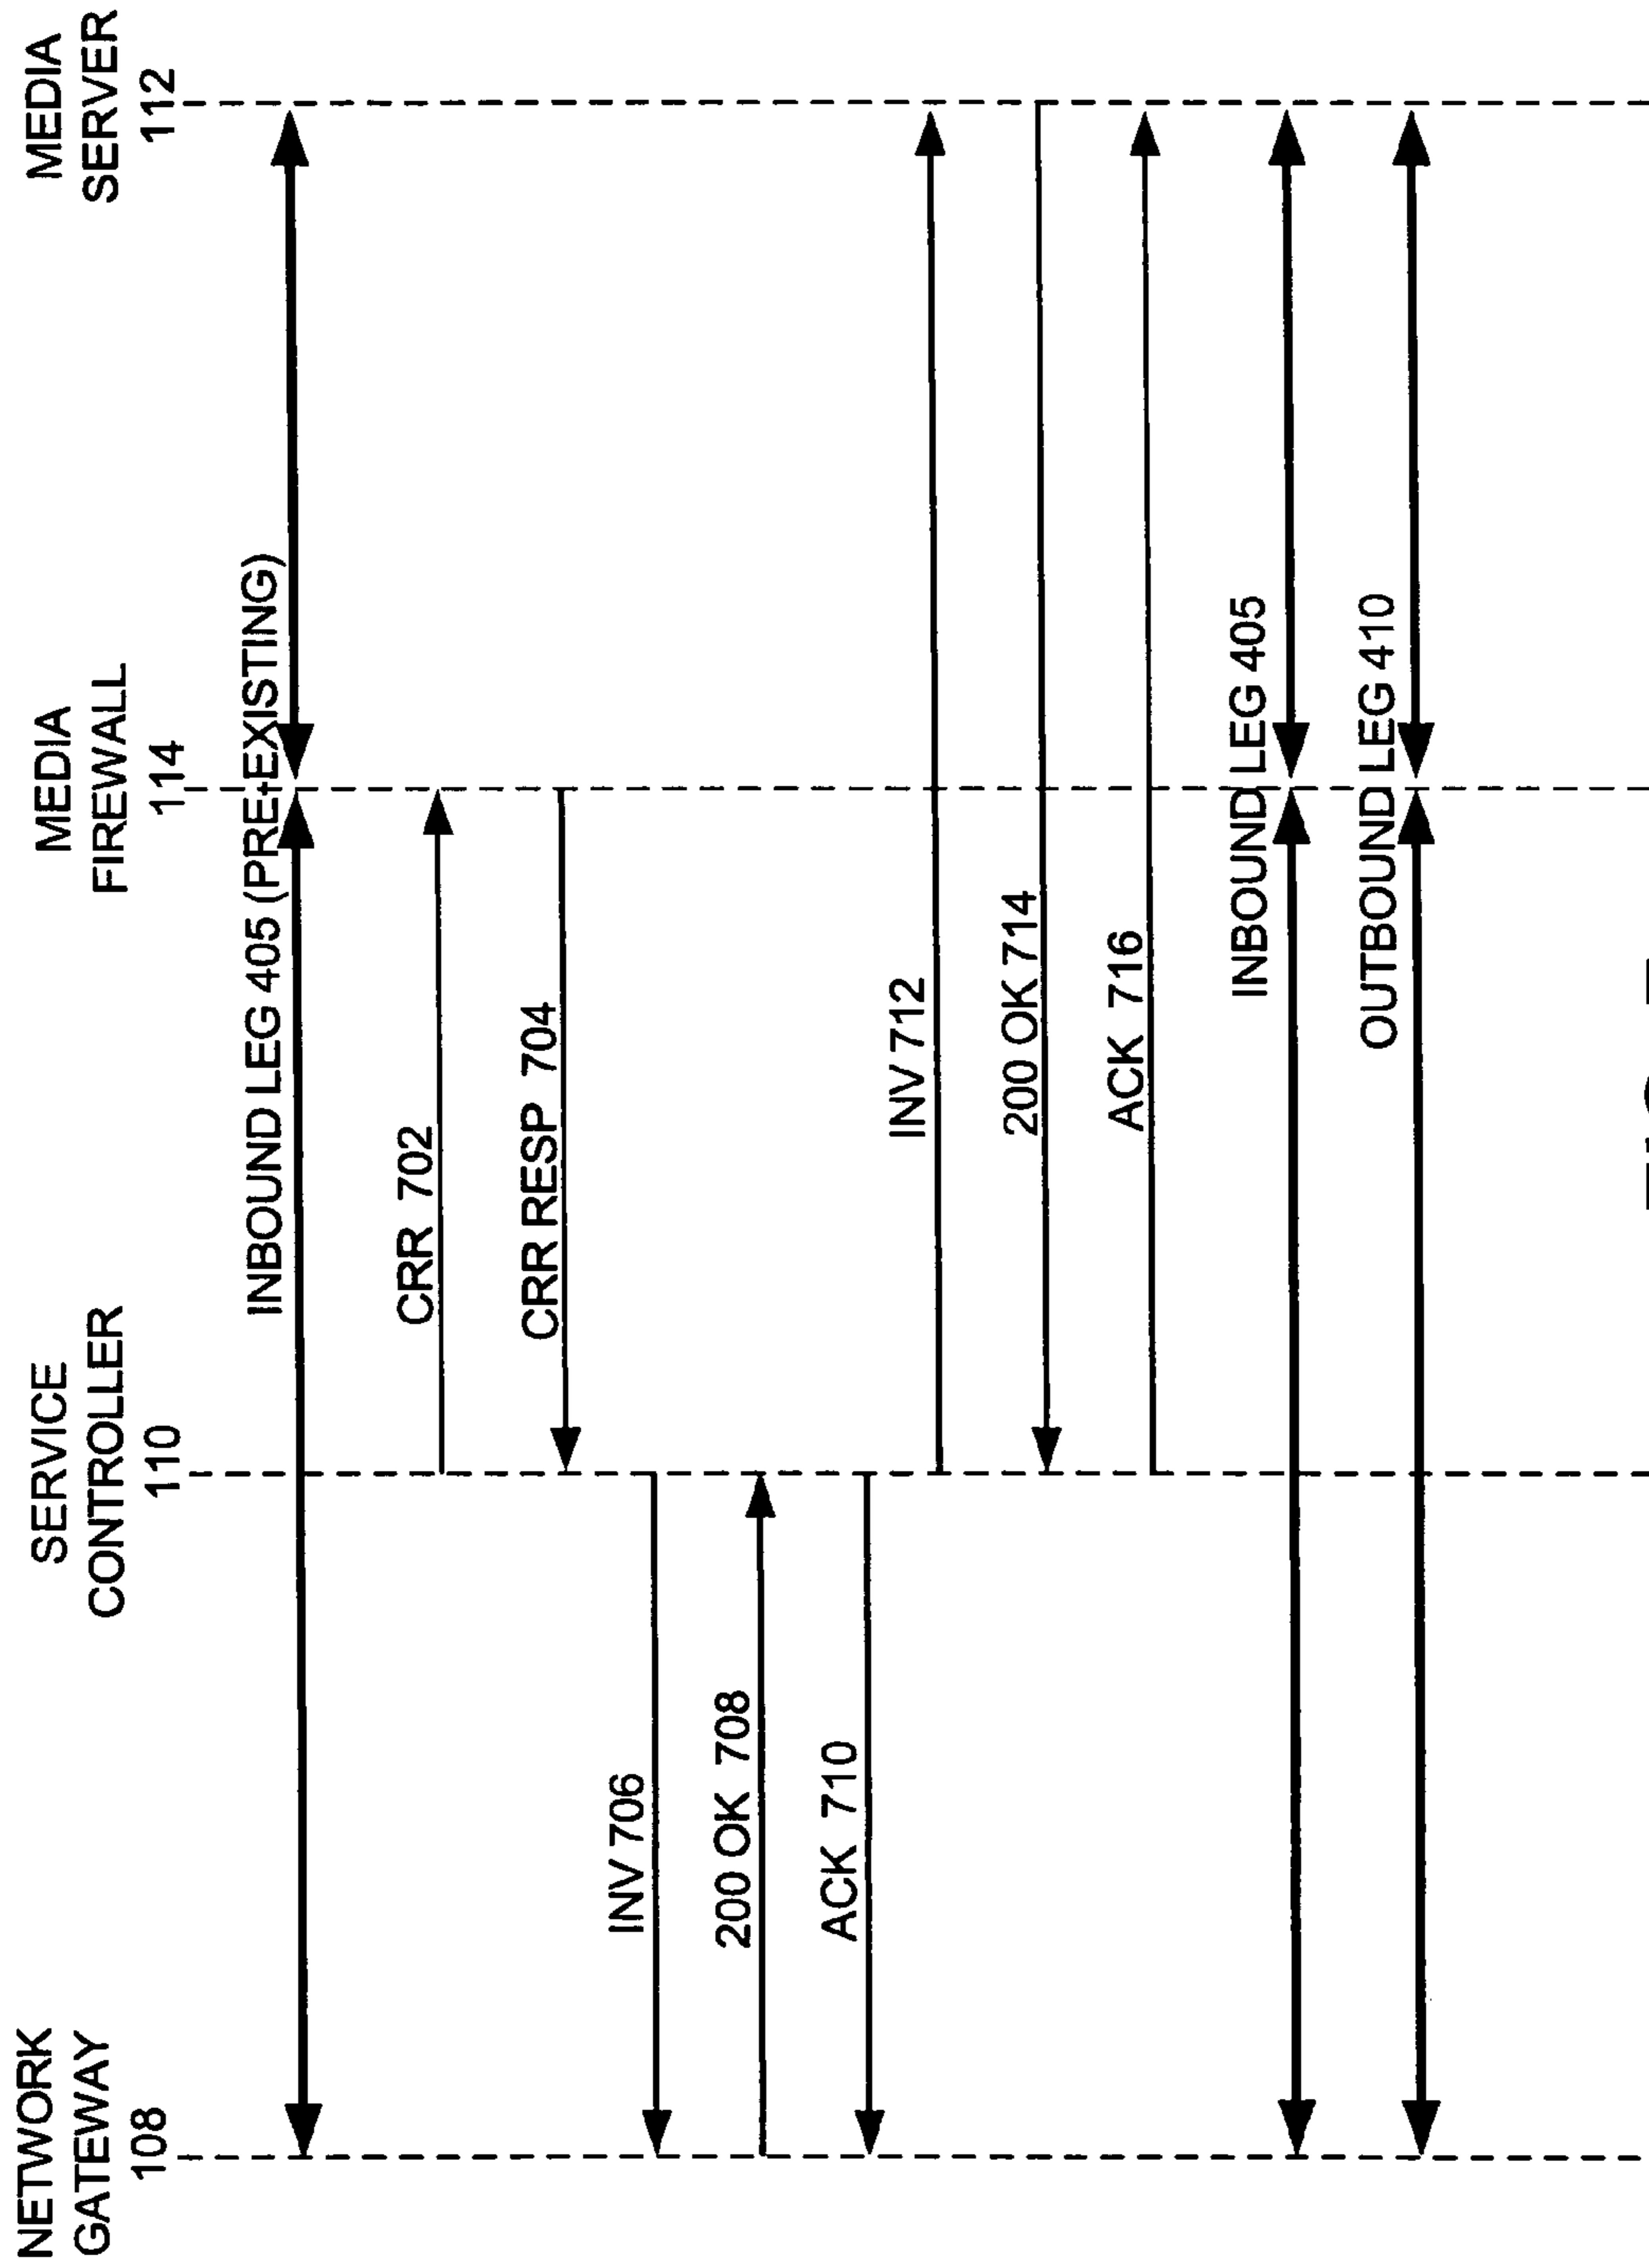 NETWORK
GATEWAY
108
SERVICE
CONTROLLER
110
MEDIA
FIREWALL
114
MEDIA
SERVER
112
INBOUND LEG 405 (PRE-EXISTING)
CRR 702
CRR RESP 704
INV 706
200 OK 708
ACK 710
INV 712
200 OK 714
ACK 716
INBOUND LEG 405
OUTBOUND LEG 410